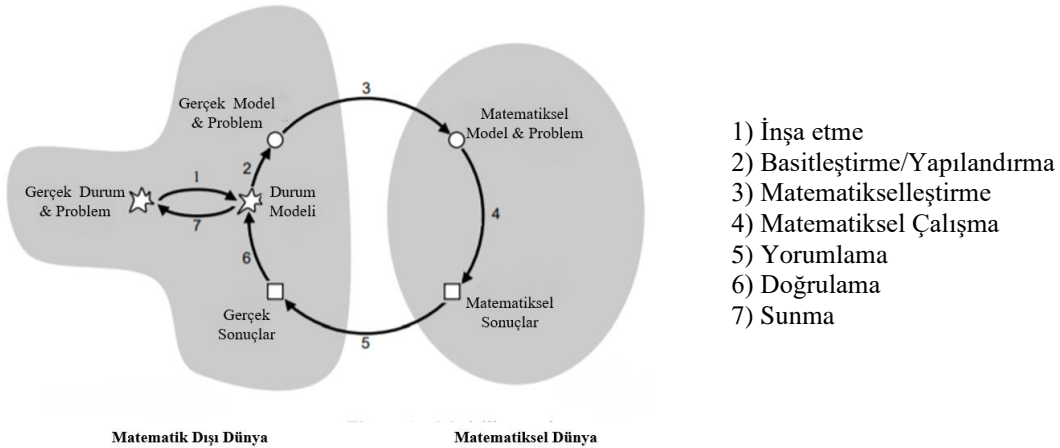 Gerçek Model
& Problem
3
Matematiksel
Model & Problem
2
Gerçek Durum
& Problem
1
7
Durum
Modeli
4
6
Gerçek
Sonuçlar
5
Matematiksel
Sonuçlar
Matematik Dışı Dünya
Matematiksel Dünya
1) İnşa etme
2) Basitleştirme/Yapılandırma
3) Matematikselleştirme
4) Matematiksel Çalışma
5) Yorumlama
6) Doğrulama
7) Sunma